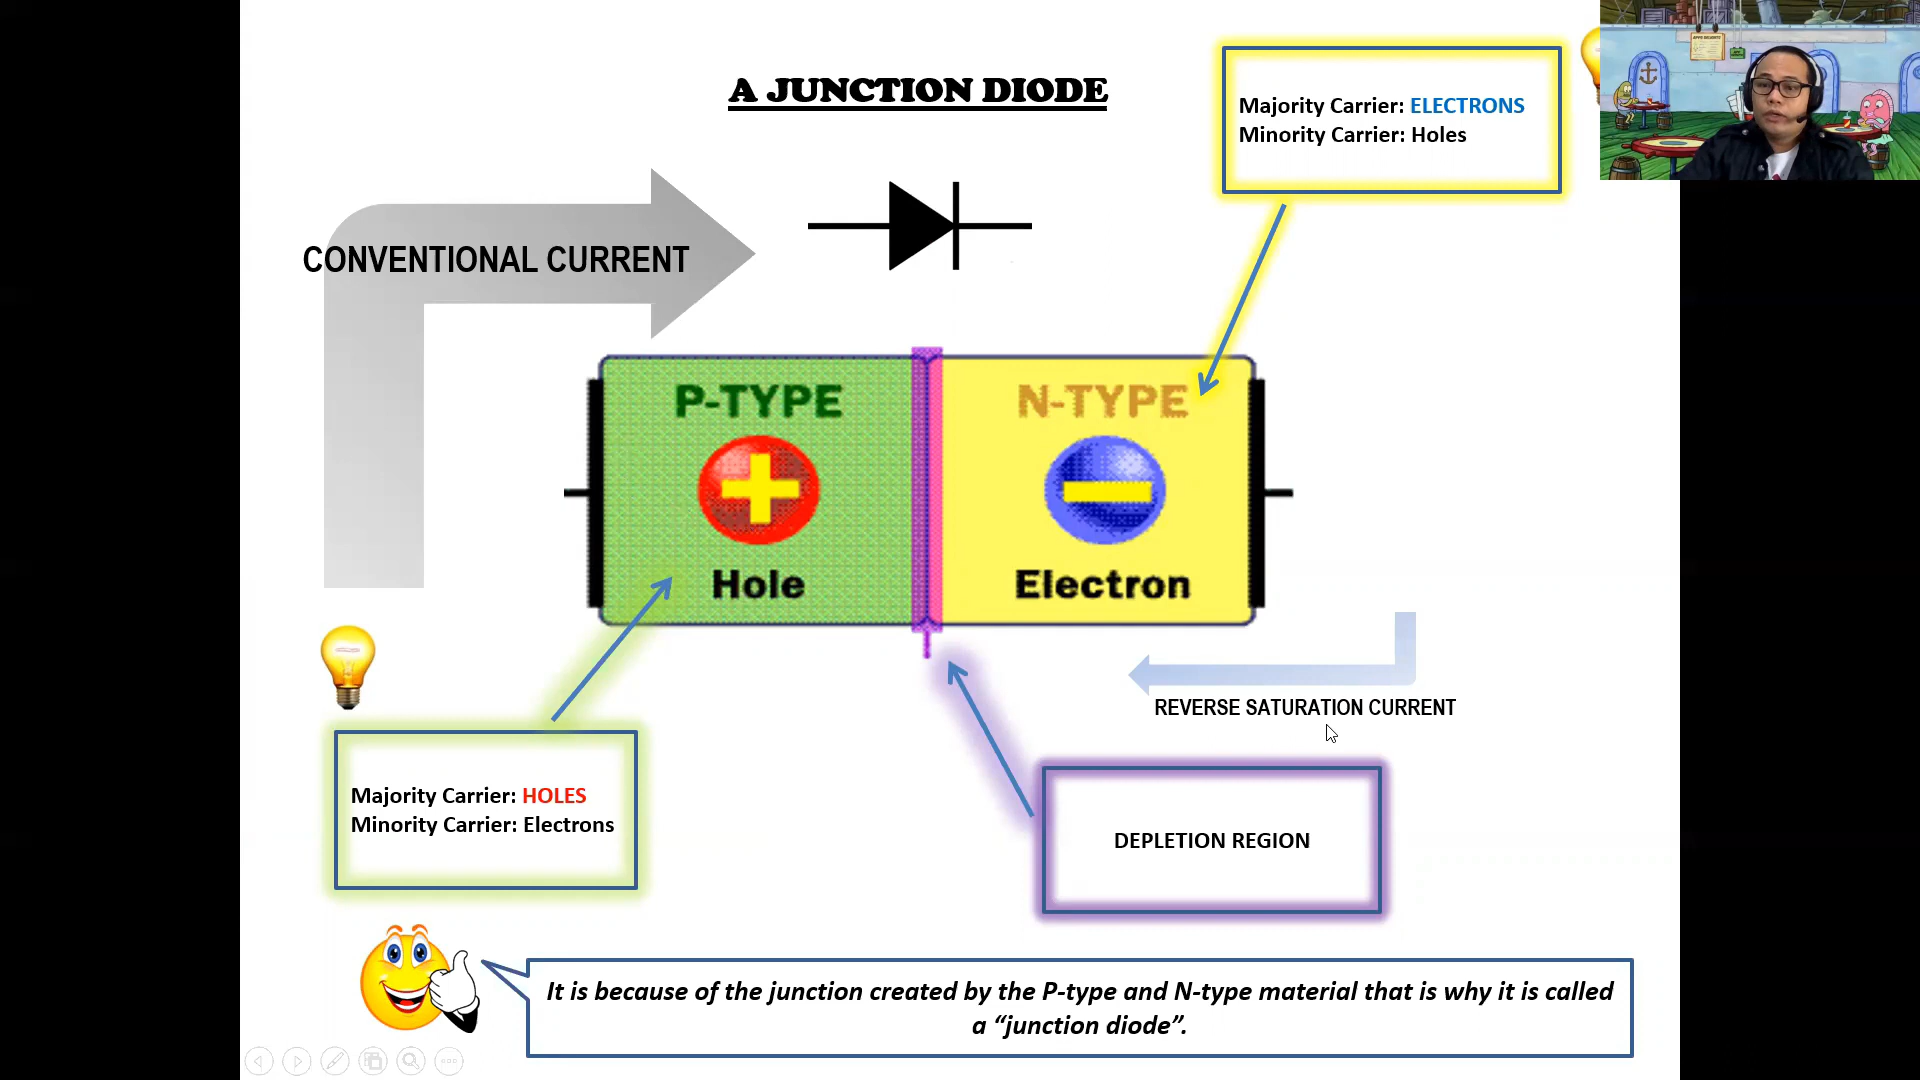 A JUNCTION DIODE
Majority Carrier: ELECTRONS
Minority Carrier: Holes
CONVENTIONAL CURRENT
P-TYPE
N-TYPE
Hole
Electron
REVERSE SATURATION CURRENT
Majority Carrier: HOLES
Minority Carrier: Electrons
DEPLETION REGION
It is because of the junction created by the P-type and N-type material that is why it is called
a “junction diode”.